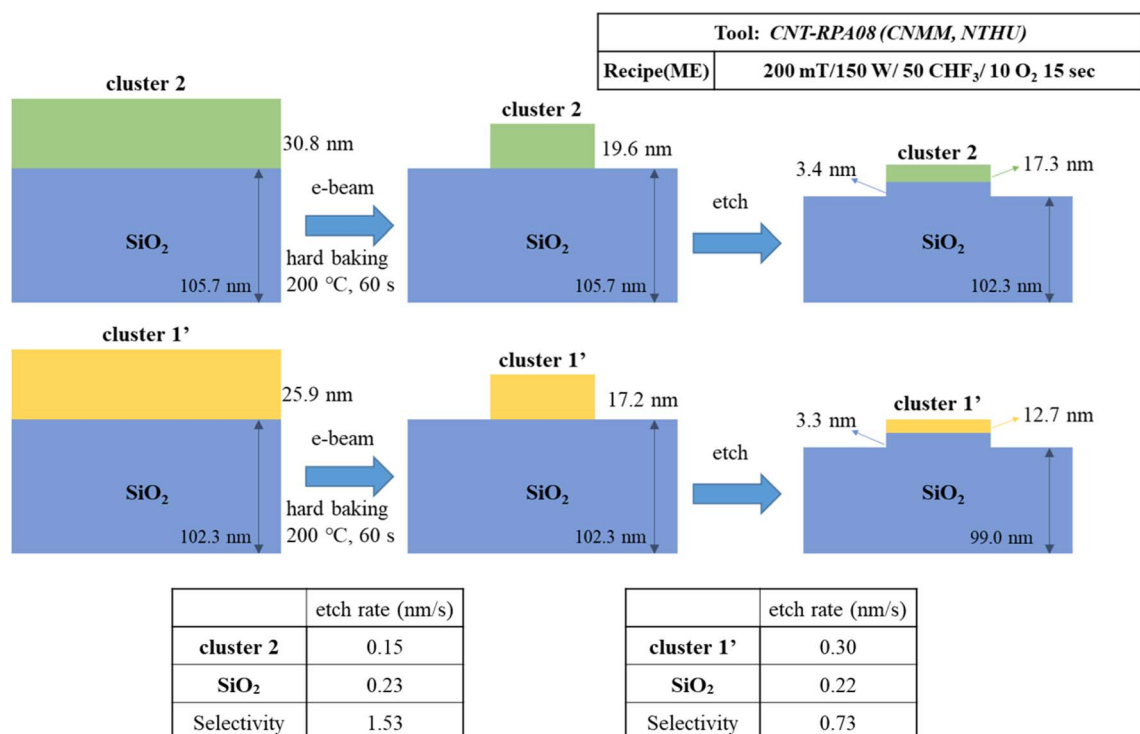 Tool: CNT-RPA08 (CNMM, NTHU)
Recipe(ME) 200 mT/150 W/ 50 CHF₃/ 10 O₂ 15 sec
cluster 2
30.8 nm
SiO₂
105.7 nm
e-beam
hard baking
200 °C, 60 s
cluster 2
19.6 nm
SiO₂
105.7 nm
etch
cluster 2
3.4 nm
17.3 nm
SiO₂
102.3 nm
cluster 1’
25.9 nm
SiO₂
102.3 nm
e-beam
hard baking
200 °C, 60 s
cluster 1’
17.2 nm
SiO₂
102.3 nm
etch
cluster 1’
3.3 nm
12.7 nm
SiO₂
99.0 nm
etch rate (nm/s)
cluster 2 0.15
SiO₂ 0.23
Selectivity 1.53
etch rate (nm/s)
cluster 1’ 0.30
SiO₂ 0.22
Selectivity 0.73